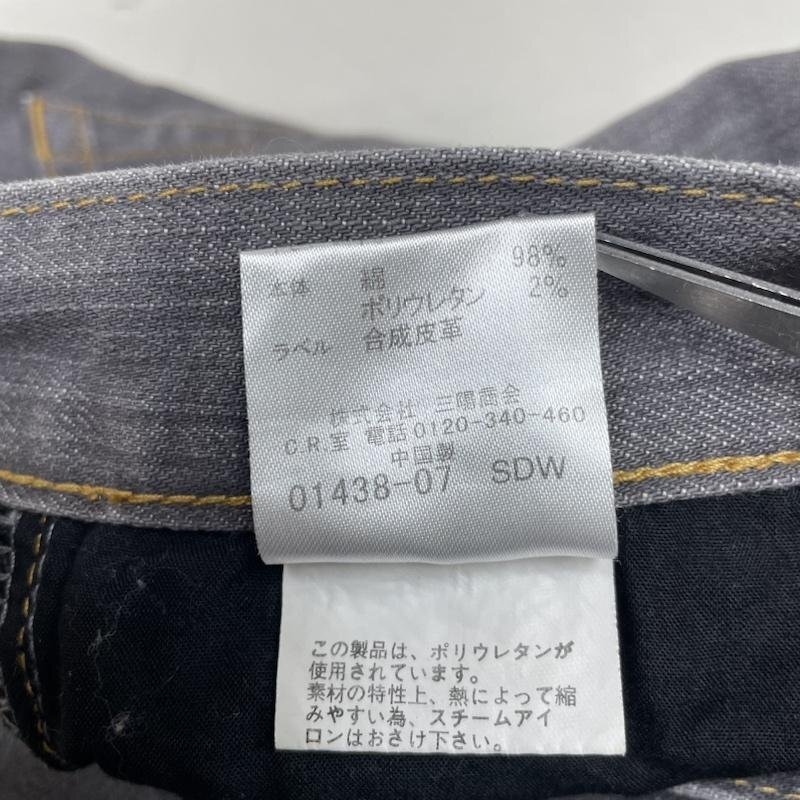 本体 綿 98%
ポリウレタン 2%
ラベル 合成皮革
株式会社 三陽商会
C.R.室 電話0120-340-460
中国製
01438-07 SDW
この製品は、ポリウレタンが
使用されています。
素材の特性上、熱によって縮
みやすい為、スチームアイ
ロンはおさけ下さい。